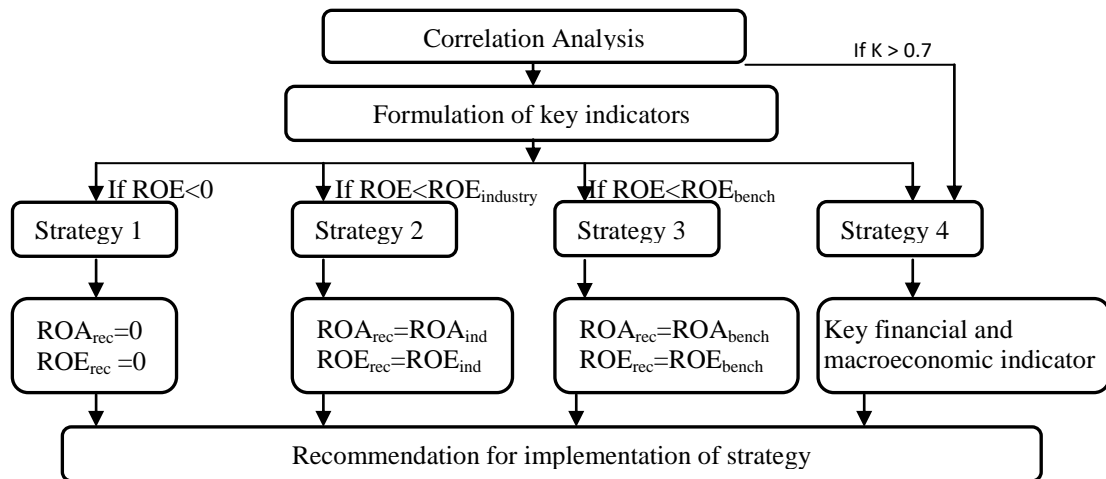 Correlation Analysis
If K > 0.7
Formulation of key indicators
If ROE<0
If ROE<ROEindustry
If ROE<ROEbench
Strategy 1
Strategy 2
Strategy 3
Strategy 4
ROArec=0
ROErec =0
ROArec=ROAind
ROErec=ROEind
ROArec=ROAbench
ROErec=ROEbench
Key financial and
macroeconomic indicator
Recommendation for implementation of strategy